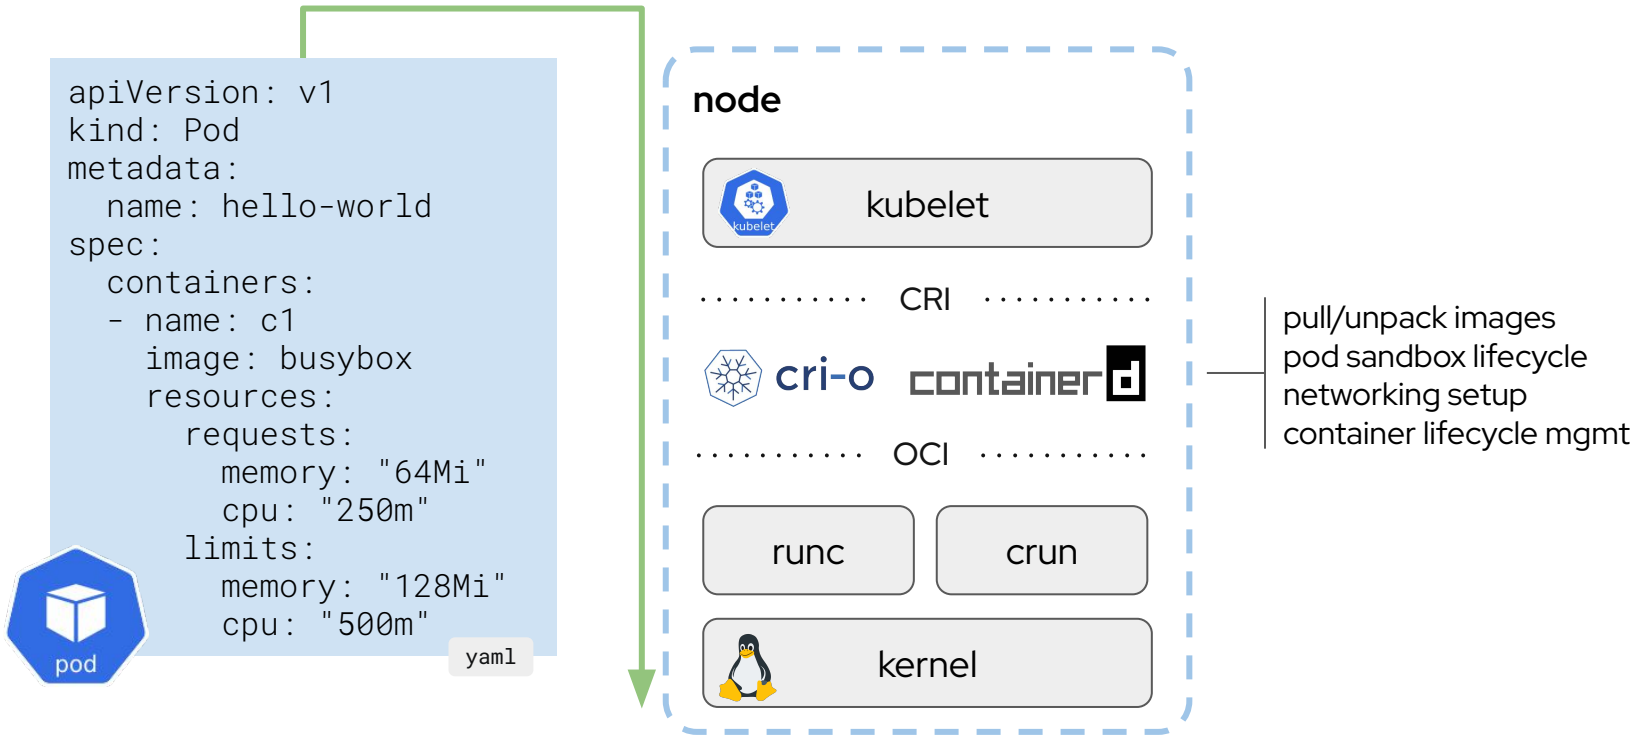 apiVersion: v1
kind: Pod
metadata:
  name: hello-world
spec:
  containers:
  - name: c1
    image: busybox
    resources:
      requests:
        memory: "64Mi"
        cpu: "250m"
      limits:
        memory: "128Mi"
        cpu: "500m"
yaml
pod
node
kubelet
kubelet
CRI
cri-o
containerd
OCI
runc
crun
kernel
pull/unpack images
pod sandbox lifecycle
networking setup
container lifecycle mgmt